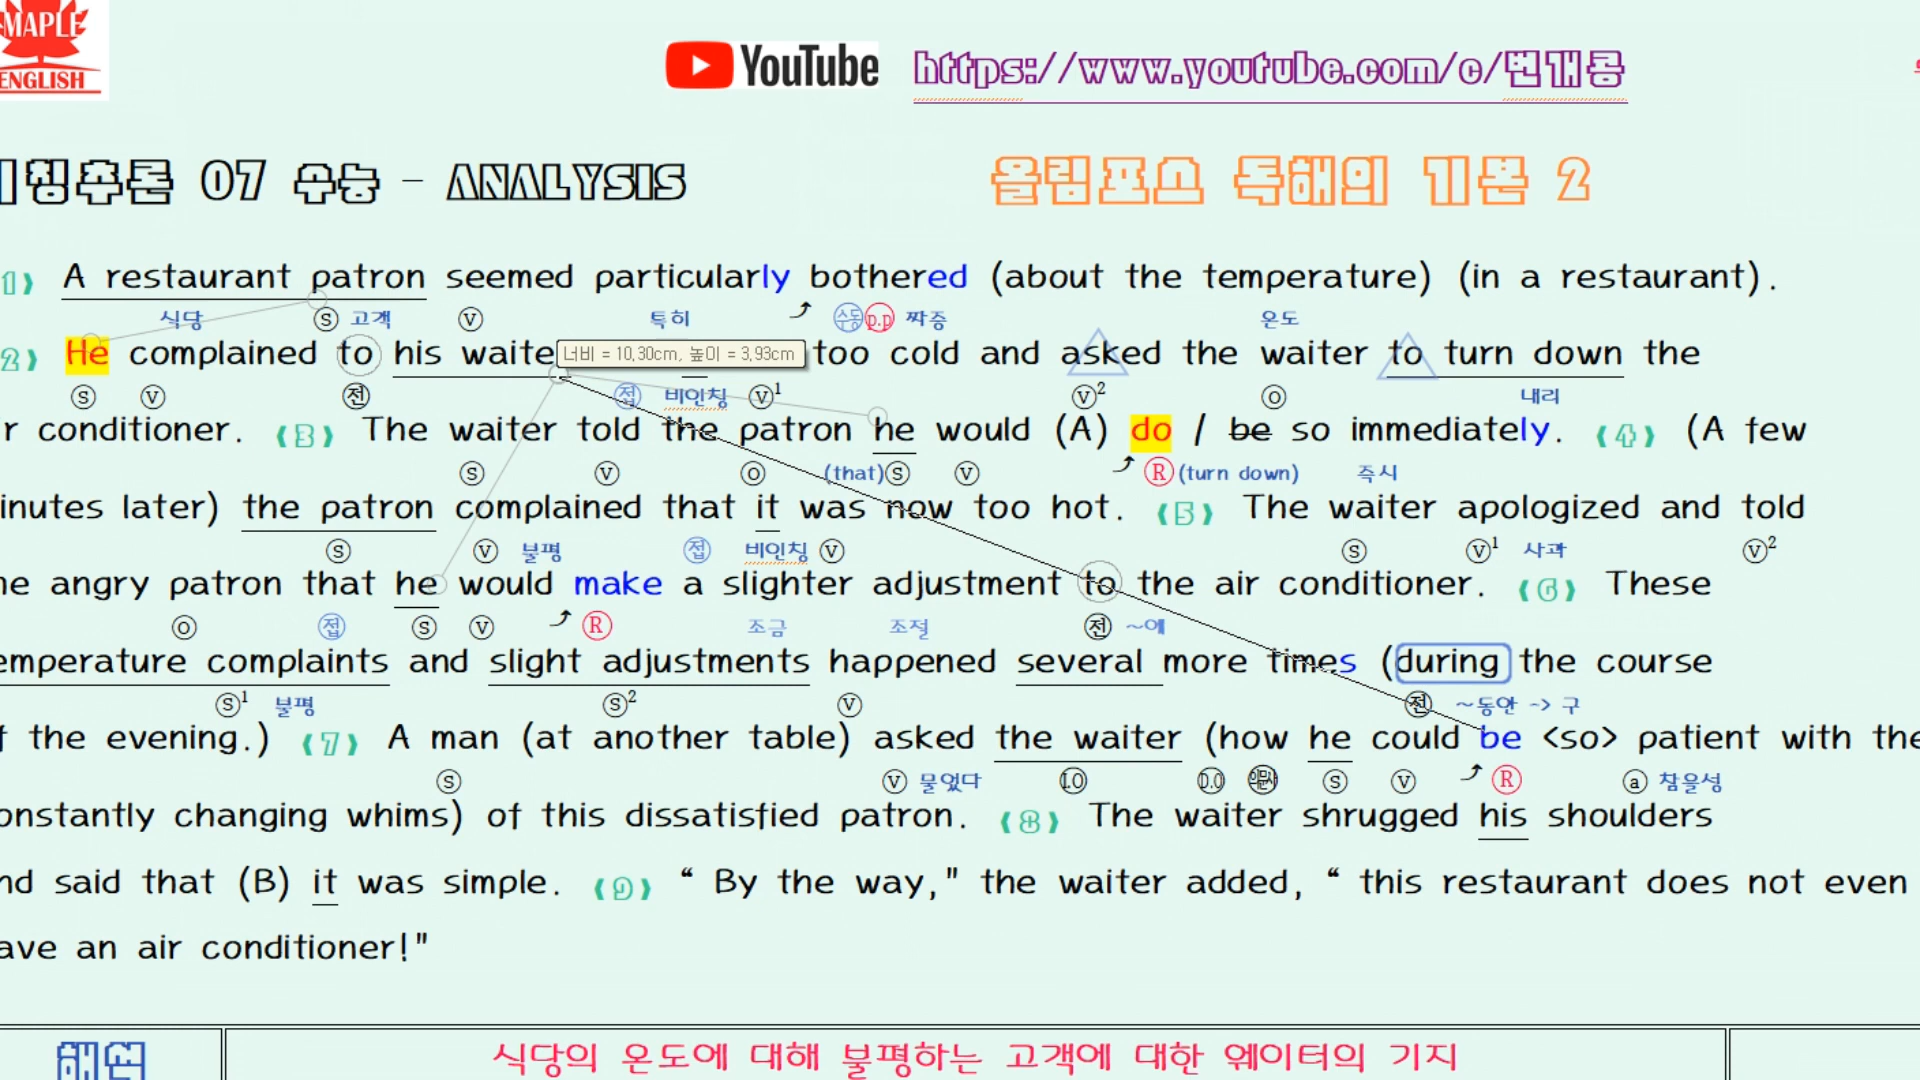 MAPLE
ENGLISH
YouTube https://www.youtube.com/c/번개콩
지칭추론 07 수능 - ANALYSIS 올림포스 독해의 기본 2
1) A restaurant patron seemed particularly bothered (about the temperature) (in a restaurant).
식당 S 고객 V 특히 수동 p.p 짜증 온도
2) He complained to his waite 너비 = 10,30cm, 높이 = 3,93cm too cold and asked the waiter to turn down the
S V 전 접 비인칭 V1 V2 O 내리
r conditioner. (3) The waiter told the patron he would (A) do / be so immediately. (4) (A few
S V O (that) S V R (turn down) 즉시
inutes later) the patron complained that it was now too hot. (5) The waiter apologized and told
S V 불평 접 비인칭 V S V1 사과 V2
he angry patron that he would make a slighter adjustment to the air conditioner. (6) These
O 접 S V R 조금 조절 전 ~에
emperature complaints and slight adjustments happened several more times (during the course
S1 불평 S2 V 전 ~동안 -> 구
f the evening.) (7) A man (at another table) asked the waiter (how he could be <so> patient with the
S V 물었다 I.O D.O 의문사 S V R a 참을성
onstantly changing whims) of this dissatisfied patron. (8) The waiter shrugged his shoulders
nd said that (B) it was simple. (9) “ By the way," the waiter added, “ this restaurant does not even
ave an air conditioner!"
해석 식당의 온도에 대해 불평하는 고객에 대한 웨이터의 기지